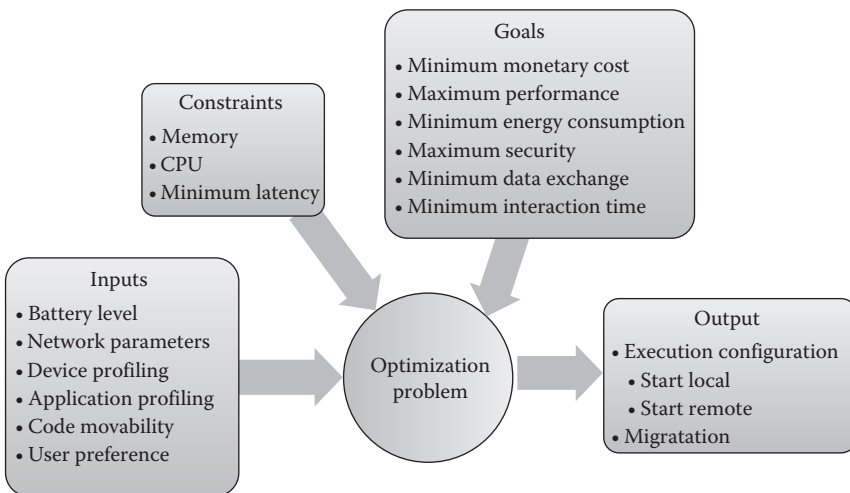 Goals
• Minimum monetary cost
• Maximum performance
• Minimum energy consumption
• Maximum security
• Minimum data exchange
• Minimum interaction time
Constraints
• Memory
• CPU
• Minimum latency
Inputs
• Battery level
• Network parameters
• Device profiling
• Application profiling
• Code movability
• User preference
Optimization
problem
Output
• Execution configuration
• Start local
• Start remote
• Migratation